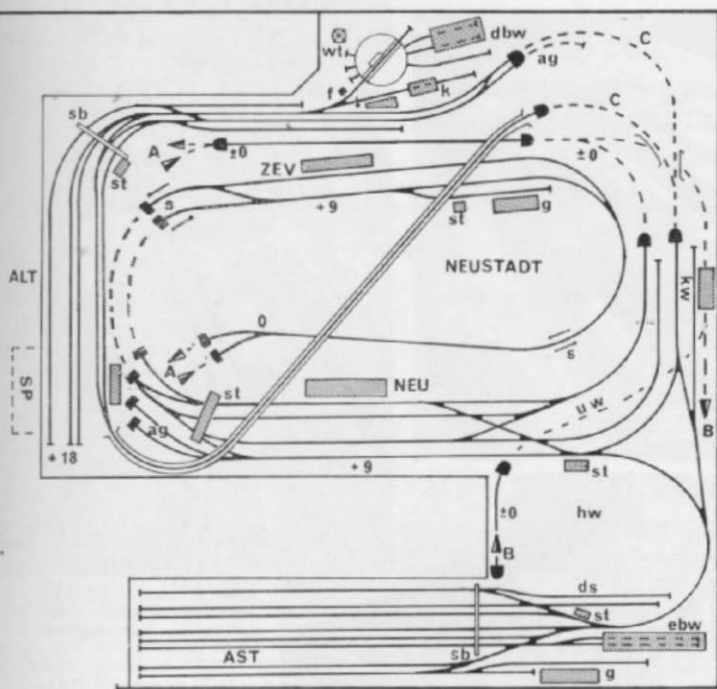 dbw
C
wt
ag
f
k
sb
C
A
±0
±0
st
ZEV
s
+9
st
g
ALT
NEUSTADT
kw
0
A
s
SP
st
NEU
uw
B
ag
+18
+9
st
±0
hw
B
ds
st
ebw
AST
sb
g